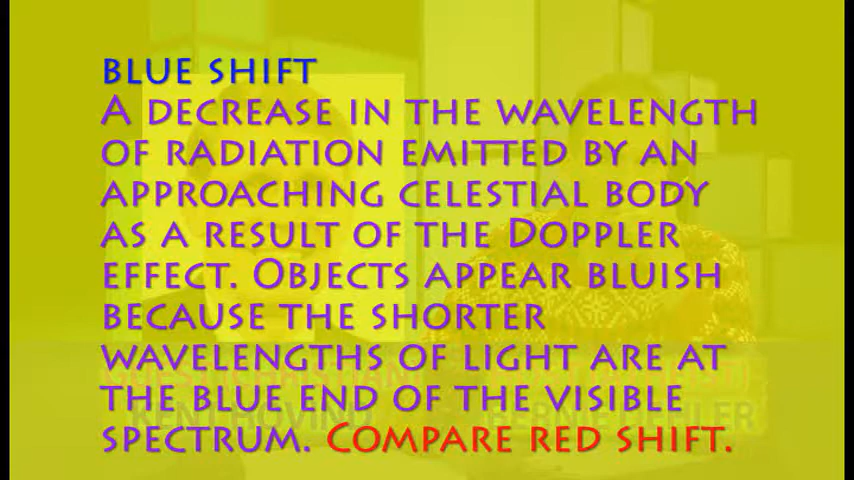 BLUE SHIFT
A DECREASE IN THE WAVELENGTH
OF RADIATION EMITTED BY AN
APPROACHING CELESTIAL BODY
AS A RESULT OF THE DOPPLER
EFFECT. OBJECTS APPEAR BLUISH
BECAUSE THE SHORTER
WAVELENGTHS OF LIGHT ARE AT
THE BLUE END OF THE VISIBLE
SPECTRUM. COMPARE RED SHIFT.